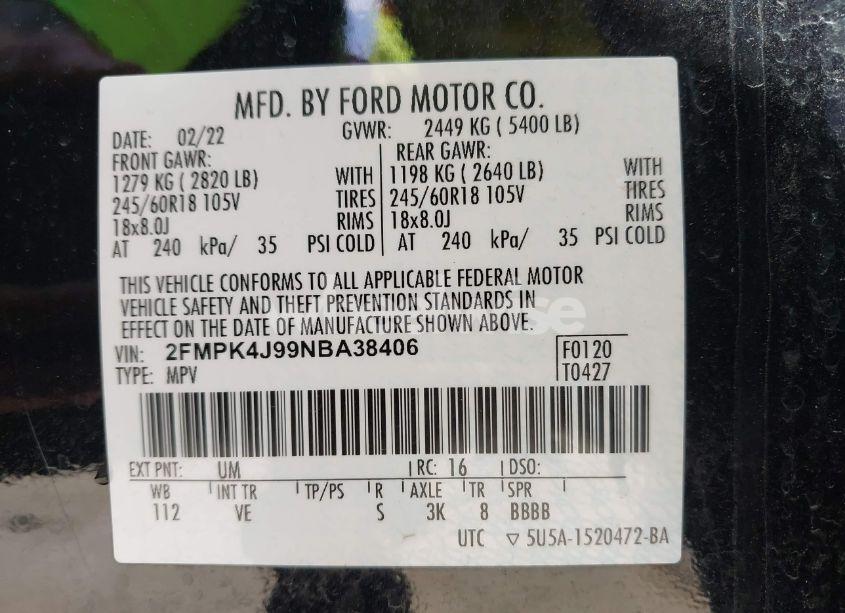 MFD. BY FORD MOTOR CO.
DATE: 02/22 GVWR: 2449 KG ( 5400 LB)
FRONT GAWR: REAR GAWR:
1279 KG ( 2820 LB) WITH 1198 KG ( 2640 LB) WITH
245/60R18 105V TIRES 245/60R18 105V TIRES
18x8.0J RIMS 18x8.0J RIMS
AT 240 kPa/ 35 PSI COLD AT 240 kPa/ 35 PSI COLD
THIS VEHICLE CONFORMS TO ALL APPLICABLE FEDERAL MOTOR
VEHICLE SAFETY AND THEFT PREVENTION STANDARDS IN
EFFECT ON THE DATE OF MANUFACTURE SHOWN ABOVE.
VIN: 2FMPK4J99NBA38406 F0120
TYPE: MPV T0427
EXT PNT: UM RC: 16 DSO:
WB INT TR TP/PS R AXLE TR SPR
112 VE S 3K 8 BBBB
UTC ▽ 5U5A-1520472-BA